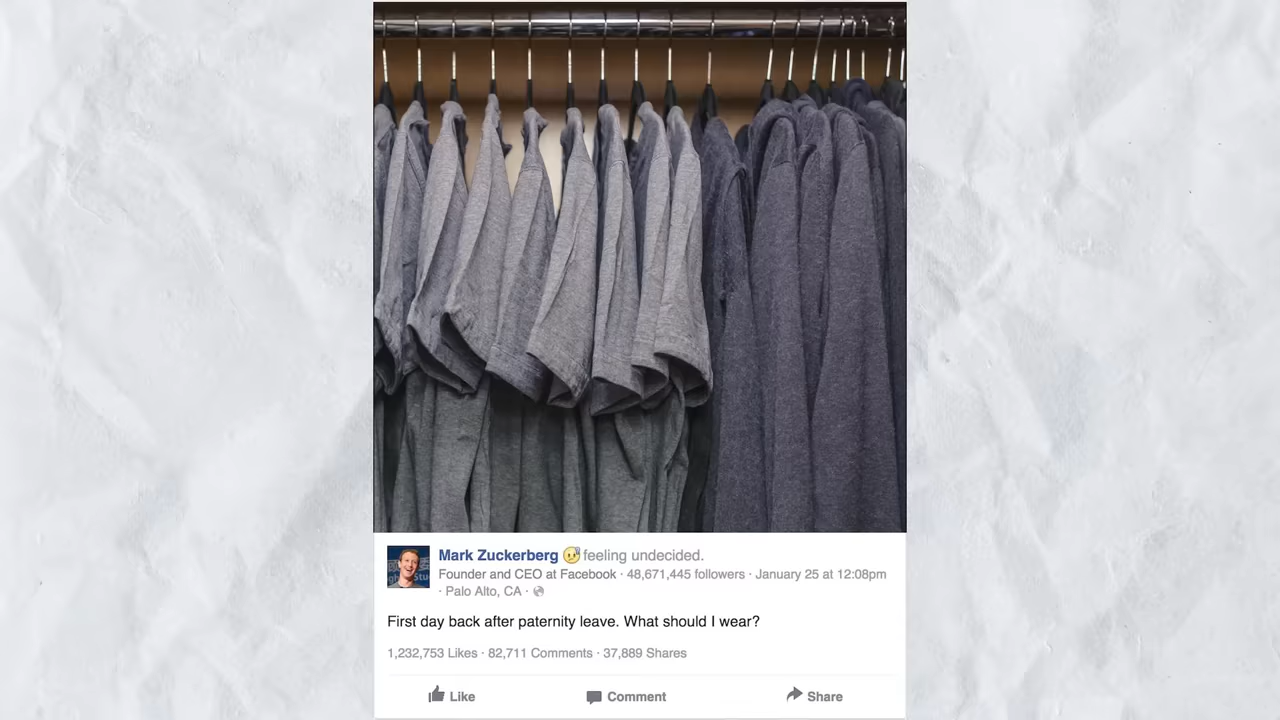 Mark Zuckerberg feeling undecided.
Founder and CEO at Facebook · 48,671,445 followers · January 25 at 12:08pm
· Palo Alto, CA ·
First day back after paternity leave. What should I wear?
1,232,753 Likes · 82,711 Comments · 37,889 Shares
Like Comment Share